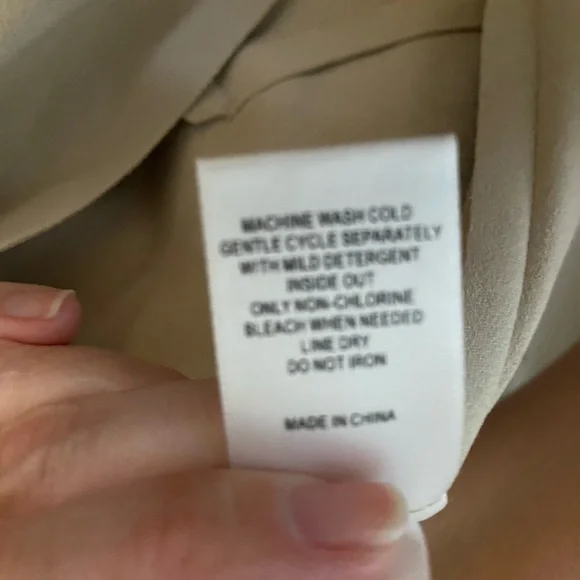 MACHINE WASH COLD
GENTLE CYCLE SEPARATELY
WITH MILD DETERGENT
INSIDE OUT
ONLY NON-CHLORINE
BLEACH WHEN NEEDED
LINE DRY
DO NOT IRON
MADE IN CHINA